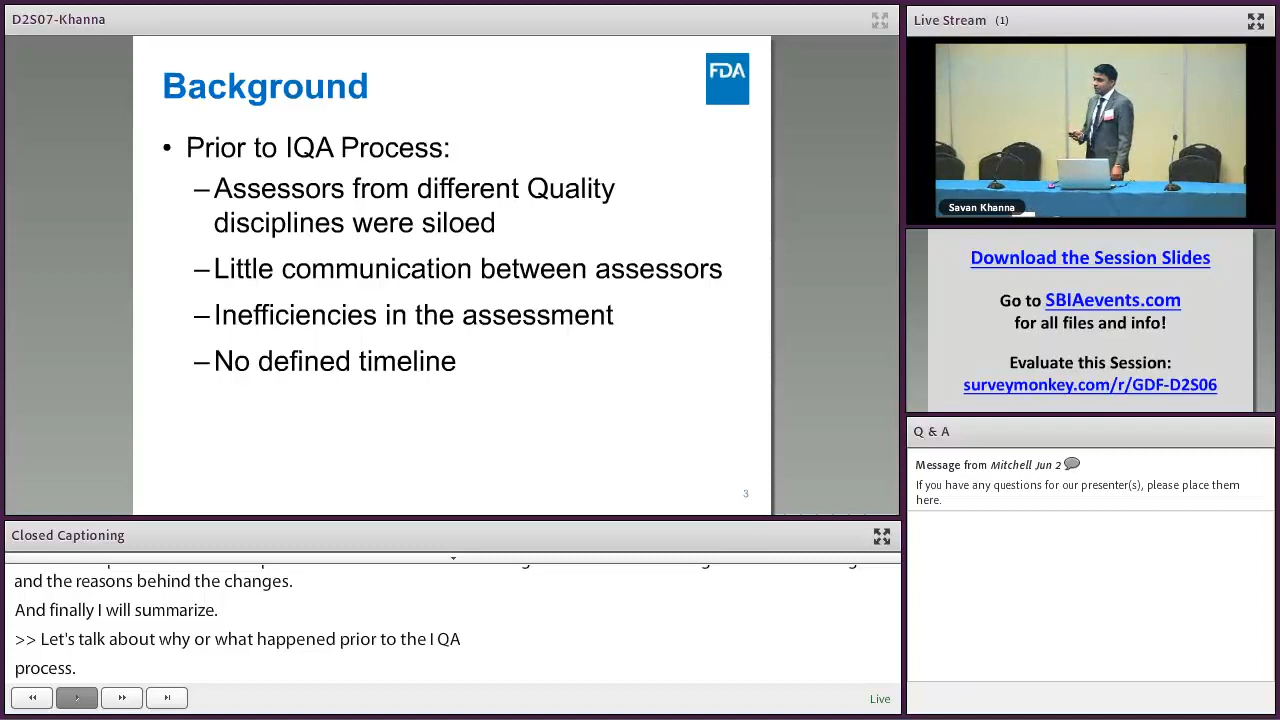 D2S07-Khanna
Background
FDA
• Prior to IQA Process:
–Assessors from different Quality
disciplines were siloed
–Little communication between assessors
–Inefficiencies in the assessment
–No defined timeline
3
Closed Captioning
and the reasons behind the changes.
And finally I will summarize.
>> Let's talk about why or what happened prior to the I QA
process.
Live
Live Stream (1)
Savan Khanna
Download the Session Slides
Go to SBIAevents.com
for all files and info!
Evaluate this Session:
surveymonkey.com/r/GDF-D2S06
Q & A
Message from Mitchell Jun 2
If you have any questions for our presenter(s), please place them
here.